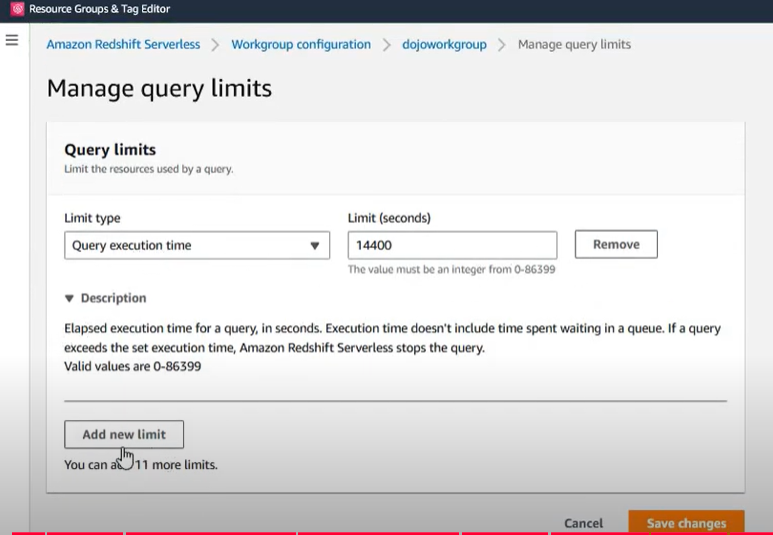 Resource Groups & Tag Editor
Amazon Redshift Serverless > Workgroup configuration > dojoworkgroup > Manage query limits
Manage query limits
Query limits
Limit the resources used by a query.
Limit type
Limit (seconds)
Query execution time
14400
Remove
The value must be an integer from 0-86399
Description
Elapsed execution time for a query, in seconds. Execution time doesn't include time spent waiting in a queue. If a query
exceeds the set execution time, Amazon Redshift Serverless stops the query.
Valid values are 0-86399
Add new limit
You can 11 more limits.
Cancel
Save changes